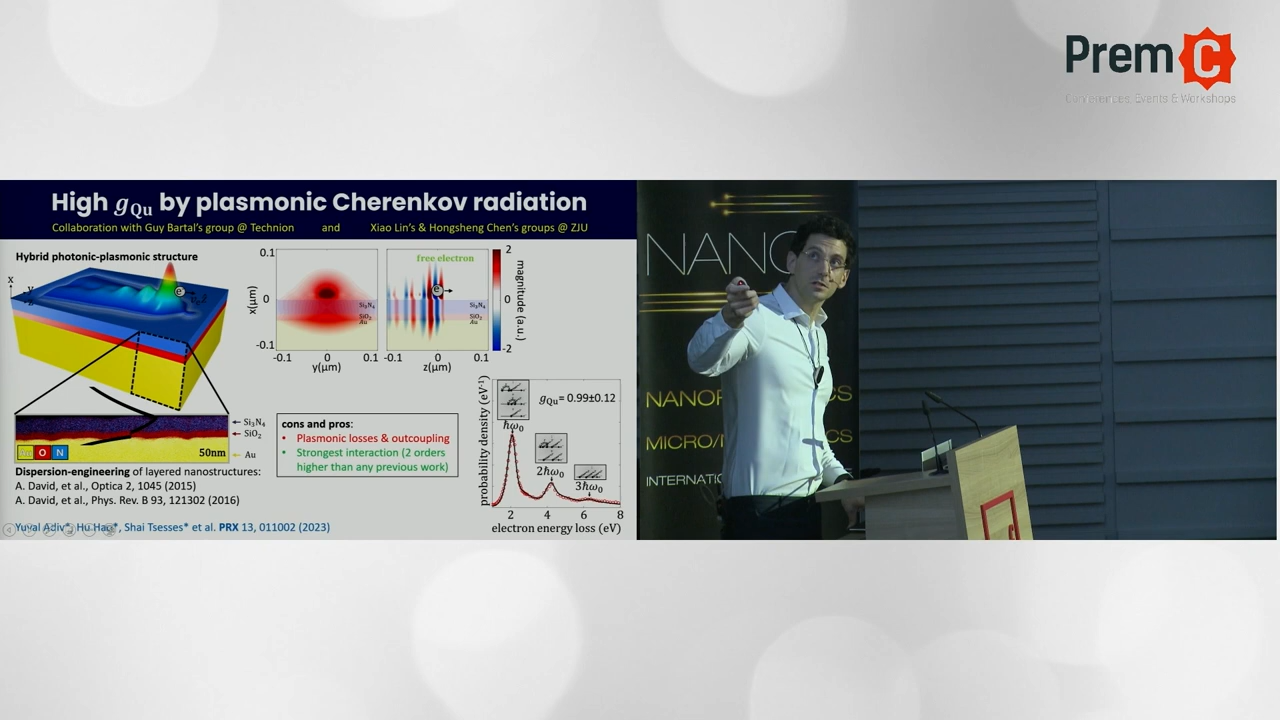 Prem C
Conferences, Events & Workshops
High gQu by plasmonic Cherenkov radiation
Collaboration with Guy Bartal's group @ Technion and Xiao Lin's & Hongsheng Chen's groups @ ZJU
Hybrid photonic-plasmonic structure
X
e
Si₃N₄
SiO₂
Au
O N
50nm
Dispersion-engineering of layered nanostructures:
A. David, et al., Optica 2, 1045 (2015)
A. David, et al., Phys. Rev. B 93, 121302 (2016)
0.1
0
-0.1
x(μm)
-0.1 0 0.1
y(μm)
Si₃N₄
SiO₂
Au
free electron
e
Si₃N₄
SiO₂
Au
-0.1 0 0.1
z(μm)
2
0
-2
magnitude (a.u.)
cons and pros:
• Plasmonic losses & outcoupling
• Strongest interaction (2 orders
higher than any previous work)
probability density (eV⁻¹)
gQu= 0.99±0.12
ħω₀
2ħω₀
3ħω₀
2 4 6 8
electron energy loss (eV)
Shai Tsesses* et al. PRX 13, 011002 (2023)
NANO
NANOP
CS
MICRO/
CS
INTERNATI